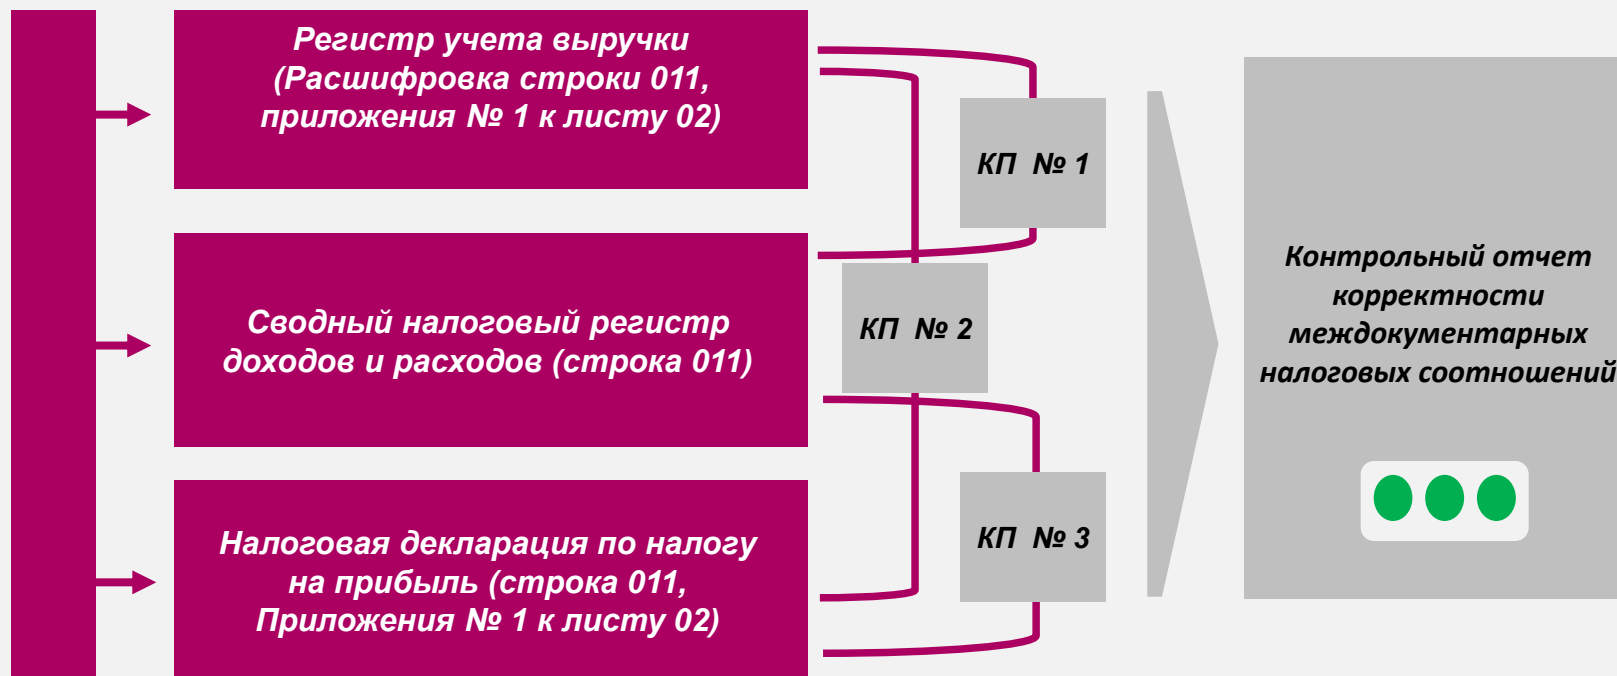 Регистр учета выручки
(Расшифровка строки 011,
приложения № 1 к листу 02)
Сводный налоговый регистр
доходов и расходов (строка 011)
Налоговая декларация по налогу
на прибыль (строка 011,
Приложения № 1 к листу 02)
КП № 1
КП № 2
КП № 3
Контрольный отчет
корректности
междокументарных
налоговых соотношений